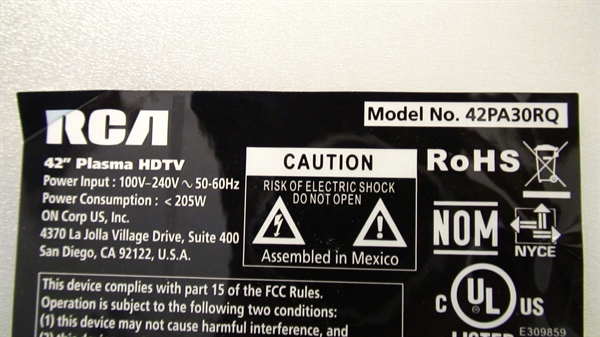 RCA
Model No. 42PA30RQ
42" Plasma HDTV
Power Input : 100V–240V ∿ 50-60Hz
Power Consumption : < 205W
ON Corp US, Inc.
4370 La Jolla Village Drive, Suite 400
San Diego, CA 92122, U.S.A.
CAUTION
RISK OF ELECTRIC SHOCK
DO NOT OPEN
Assembled in Mexico
RoHS
NOM
NYCE
This device complies with part 15 of the FCC Rules.
Operation is subject to the following two conditions:
(1) this device may not cause harmful interference, and
C UL US
LISTED E309859